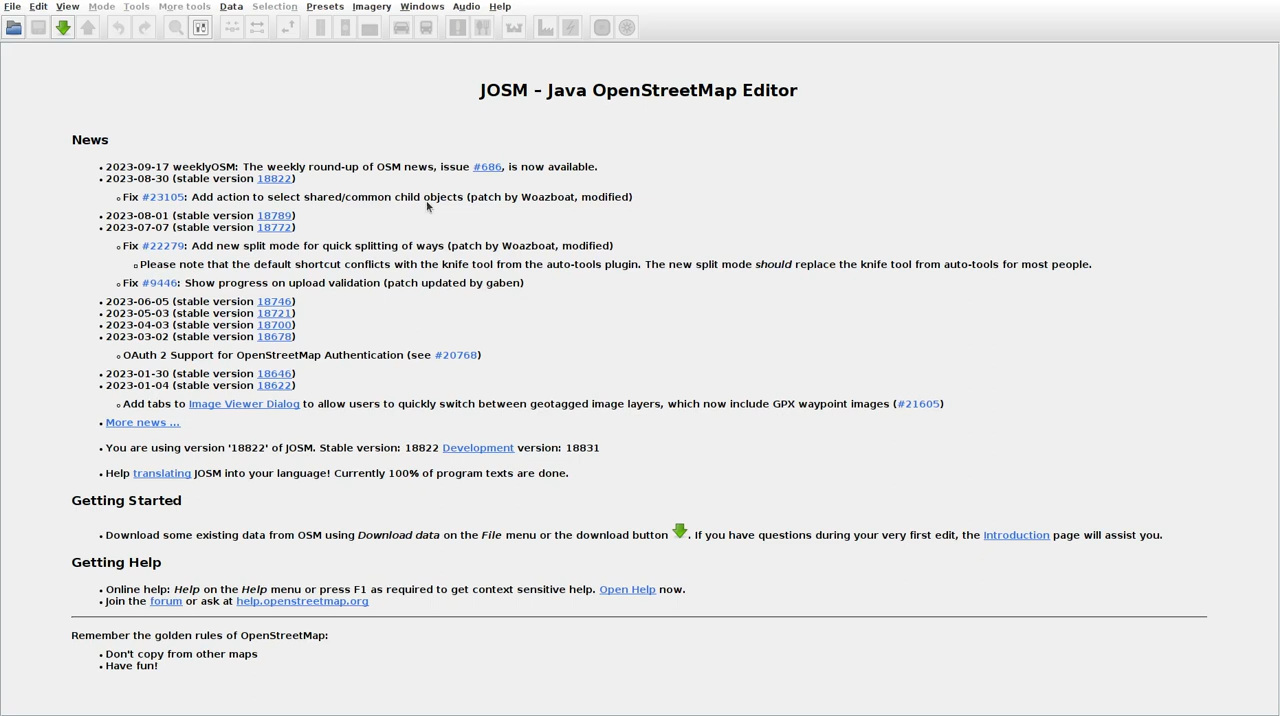 File Edit View Mode Tools More tools Data Selection Presets Imagery Windows Audio Help
JOSM – Java OpenStreetMap Editor
News
2023-09-17 weeklyOSM: The weekly round-up of OSM news, issue #686, is now available.
2023-08-30 (stable version 18822)
Fix #23105: Add action to select shared/common child objects (patch by Woazboat, modified)
2023-08-01 (stable version 18789)
2023-07-07 (stable version 18772)
Fix #22279: Add new split mode for quick splitting of ways (patch by Woazboat, modified)
Please note that the default shortcut conflicts with the knife tool from the auto-tools plugin. The new split mode should replace the knife tool from auto-tools for most people.
Fix #9446: Show progress on upload validation (patch updated by gaben)
2023-06-05 (stable version 18746)
2023-05-03 (stable version 18721)
2023-04-03 (stable version 18700)
2023-03-02 (stable version 18678)
OAuth 2 Support for OpenStreetMap Authentication (see #20768)
2023-01-30 (stable version 18646)
2023-01-04 (stable version 18622)
Add tabs to Image Viewer Dialog to allow users to quickly switch between geotagged image layers, which now include GPX waypoint images (#21605)
More news ...
You are using version '18822' of JOSM. Stable version: 18822 Development version: 18831
Help translating JOSM into your language! Currently 100% of program texts are done.
Getting Started
Download some existing data from OSM using Download data on the File menu or the download button . If you have questions during your very first edit, the Introduction page will assist you.
Getting Help
Online help: Help on the Help menu or press F1 as required to get context sensitive help. Open Help now.
Join the forum or ask at help.openstreetmap.org
Remember the golden rules of OpenStreetMap:
Don't copy from other maps
Have fun!